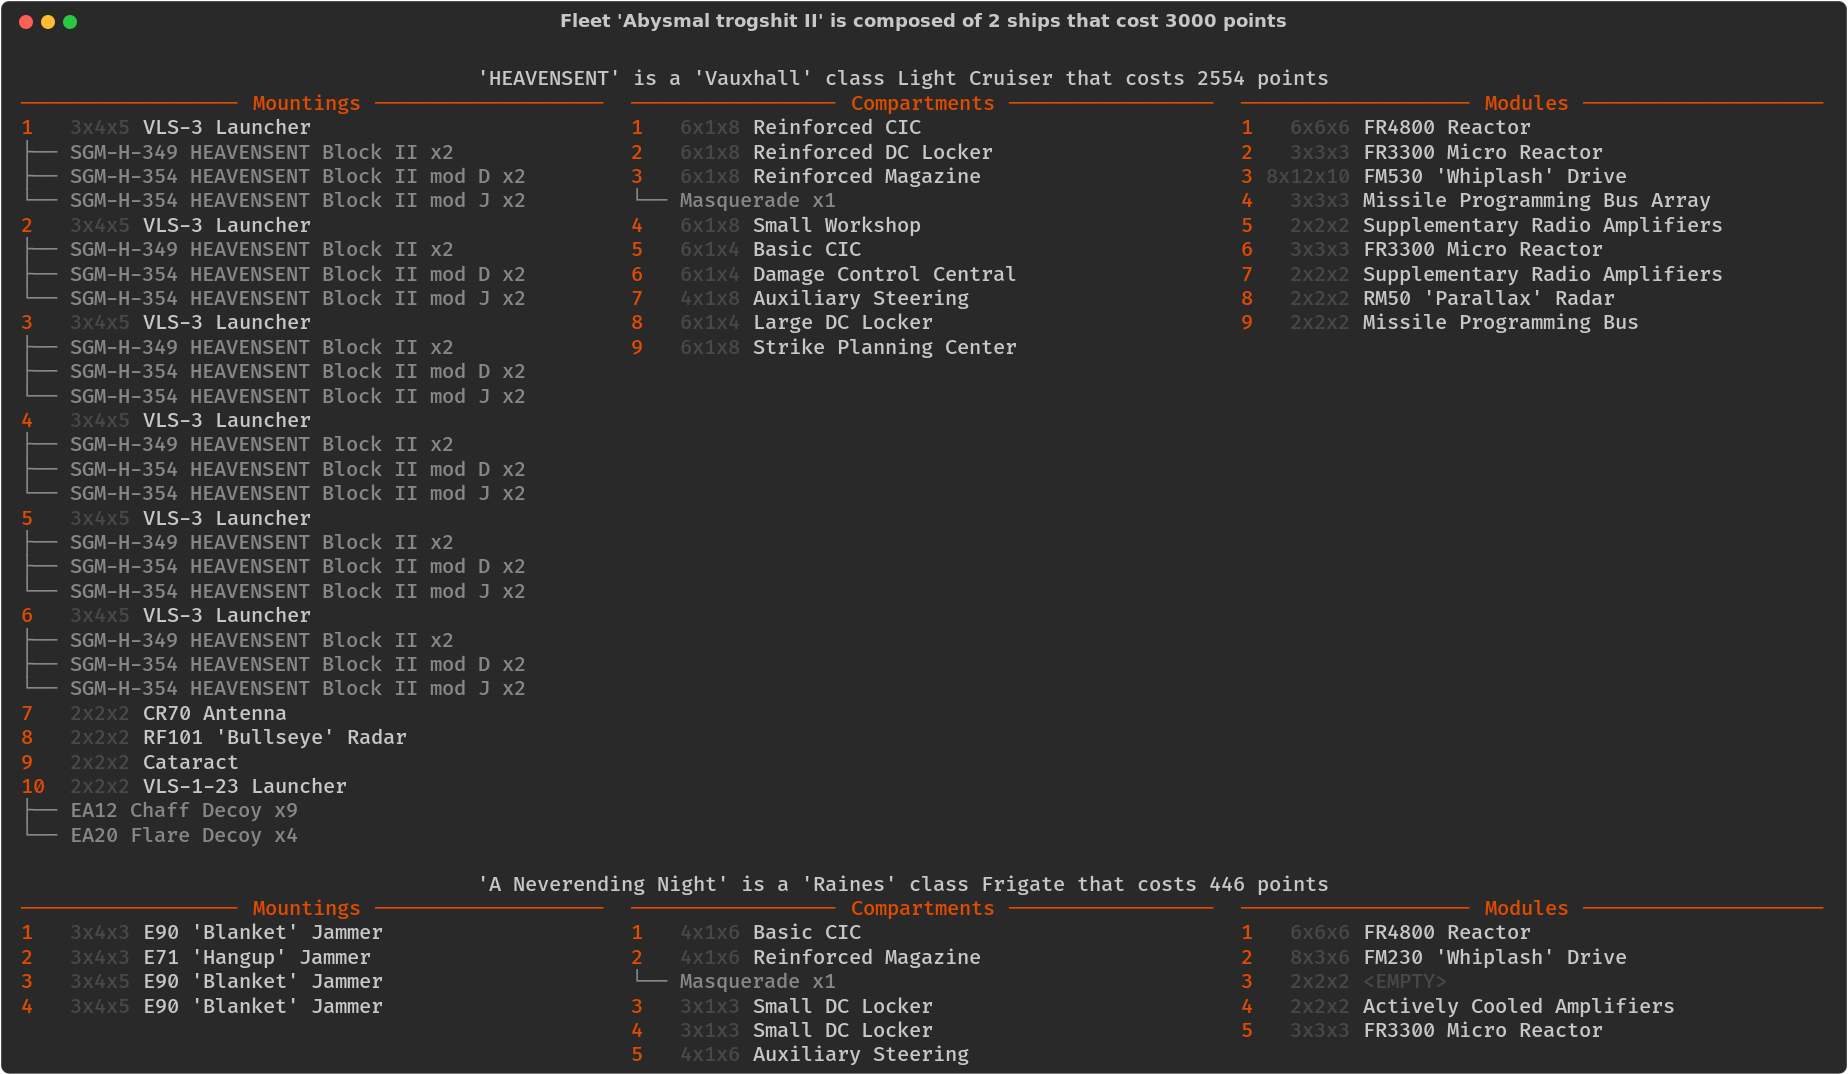 Fleet 'Abysmal trogshit II' is composed of 2 ships that cost 3000 points
'HEAVENSENT' is a 'Vauxhall' class Light Cruiser that costs 2554 points
Mountings
1 3x4x5 VLS-3 Launcher
SGM-H-349 HEAVENSENT Block II x2
SGM-H-354 HEAVENSENT Block II mod D x2
SGM-H-354 HEAVENSENT Block II mod J x2
2 3x4x5 VLS-3 Launcher
SGM-H-349 HEAVENSENT Block II x2
SGM-H-354 HEAVENSENT Block II mod D x2
SGM-H-354 HEAVENSENT Block II mod J x2
3 3x4x5 VLS-3 Launcher
SGM-H-349 HEAVENSENT Block II x2
SGM-H-354 HEAVENSENT Block II mod D x2
SGM-H-354 HEAVENSENT Block II mod J x2
4 3x4x5 VLS-3 Launcher
SGM-H-349 HEAVENSENT Block II x2
SGM-H-354 HEAVENSENT Block II mod D x2
SGM-H-354 HEAVENSENT Block II mod J x2
5 3x4x5 VLS-3 Launcher
SGM-H-349 HEAVENSENT Block II x2
SGM-H-354 HEAVENSENT Block II mod D x2
SGM-H-354 HEAVENSENT Block II mod J x2
6 3x4x5 VLS-3 Launcher
SGM-H-349 HEAVENSENT Block II x2
SGM-H-354 HEAVENSENT Block II mod D x2
SGM-H-354 HEAVENSENT Block II mod J x2
7 2x2x2 CR70 Antenna
8 2x2x2 RF101 'Bullseye' Radar
9 2x2x2 Cataract
10 2x2x2 VLS-1-23 Launcher
EA12 Chaff Decoy x9
EA20 Flare Decoy x4
Compartments
1 6x1x8 Reinforced CIC
2 6x1x8 Reinforced DC Locker
3 6x1x8 Reinforced Magazine
Masquerade x1
4 6x1x8 Small Workshop
5 6x1x4 Basic CIC
6 6x1x4 Damage Control Central
7 4x1x8 Auxiliary Steering
8 6x1x4 Large DC Locker
9 6x1x8 Strike Planning Center
Modules
1 6x6x6 FR4800 Reactor
2 3x3x3 FR3300 Micro Reactor
3 8x12x10 FM530 'Whiplash' Drive
4 3x3x3 Missile Programming Bus Array
5 2x2x2 Supplementary Radio Amplifiers
6 3x3x3 FR3300 Micro Reactor
7 2x2x2 Supplementary Radio Amplifiers
8 2x2x2 RM50 'Parallax' Radar
9 2x2x2 Missile Programming Bus
'A Neverending Night' is a 'Raines' class Frigate that costs 446 points
Mountings
1 3x4x3 E90 'Blanket' Jammer
2 3x4x3 E71 'Hangup' Jammer
3 3x4x5 E90 'Blanket' Jammer
4 3x4x5 E90 'Blanket' Jammer
Compartments
1 4x1x6 Basic CIC
2 4x1x6 Reinforced Magazine
Masquerade x1
3 3x1x3 Small DC Locker
4 3x1x3 Small DC Locker
5 4x1x6 Auxiliary Steering
Modules
1 6x6x6 FR4800 Reactor
2 8x3x6 FM230 'Whiplash' Drive
3 2x2x2 <EMPTY>
4 2x2x2 Actively Cooled Amplifiers
5 3x3x3 FR3300 Micro Reactor